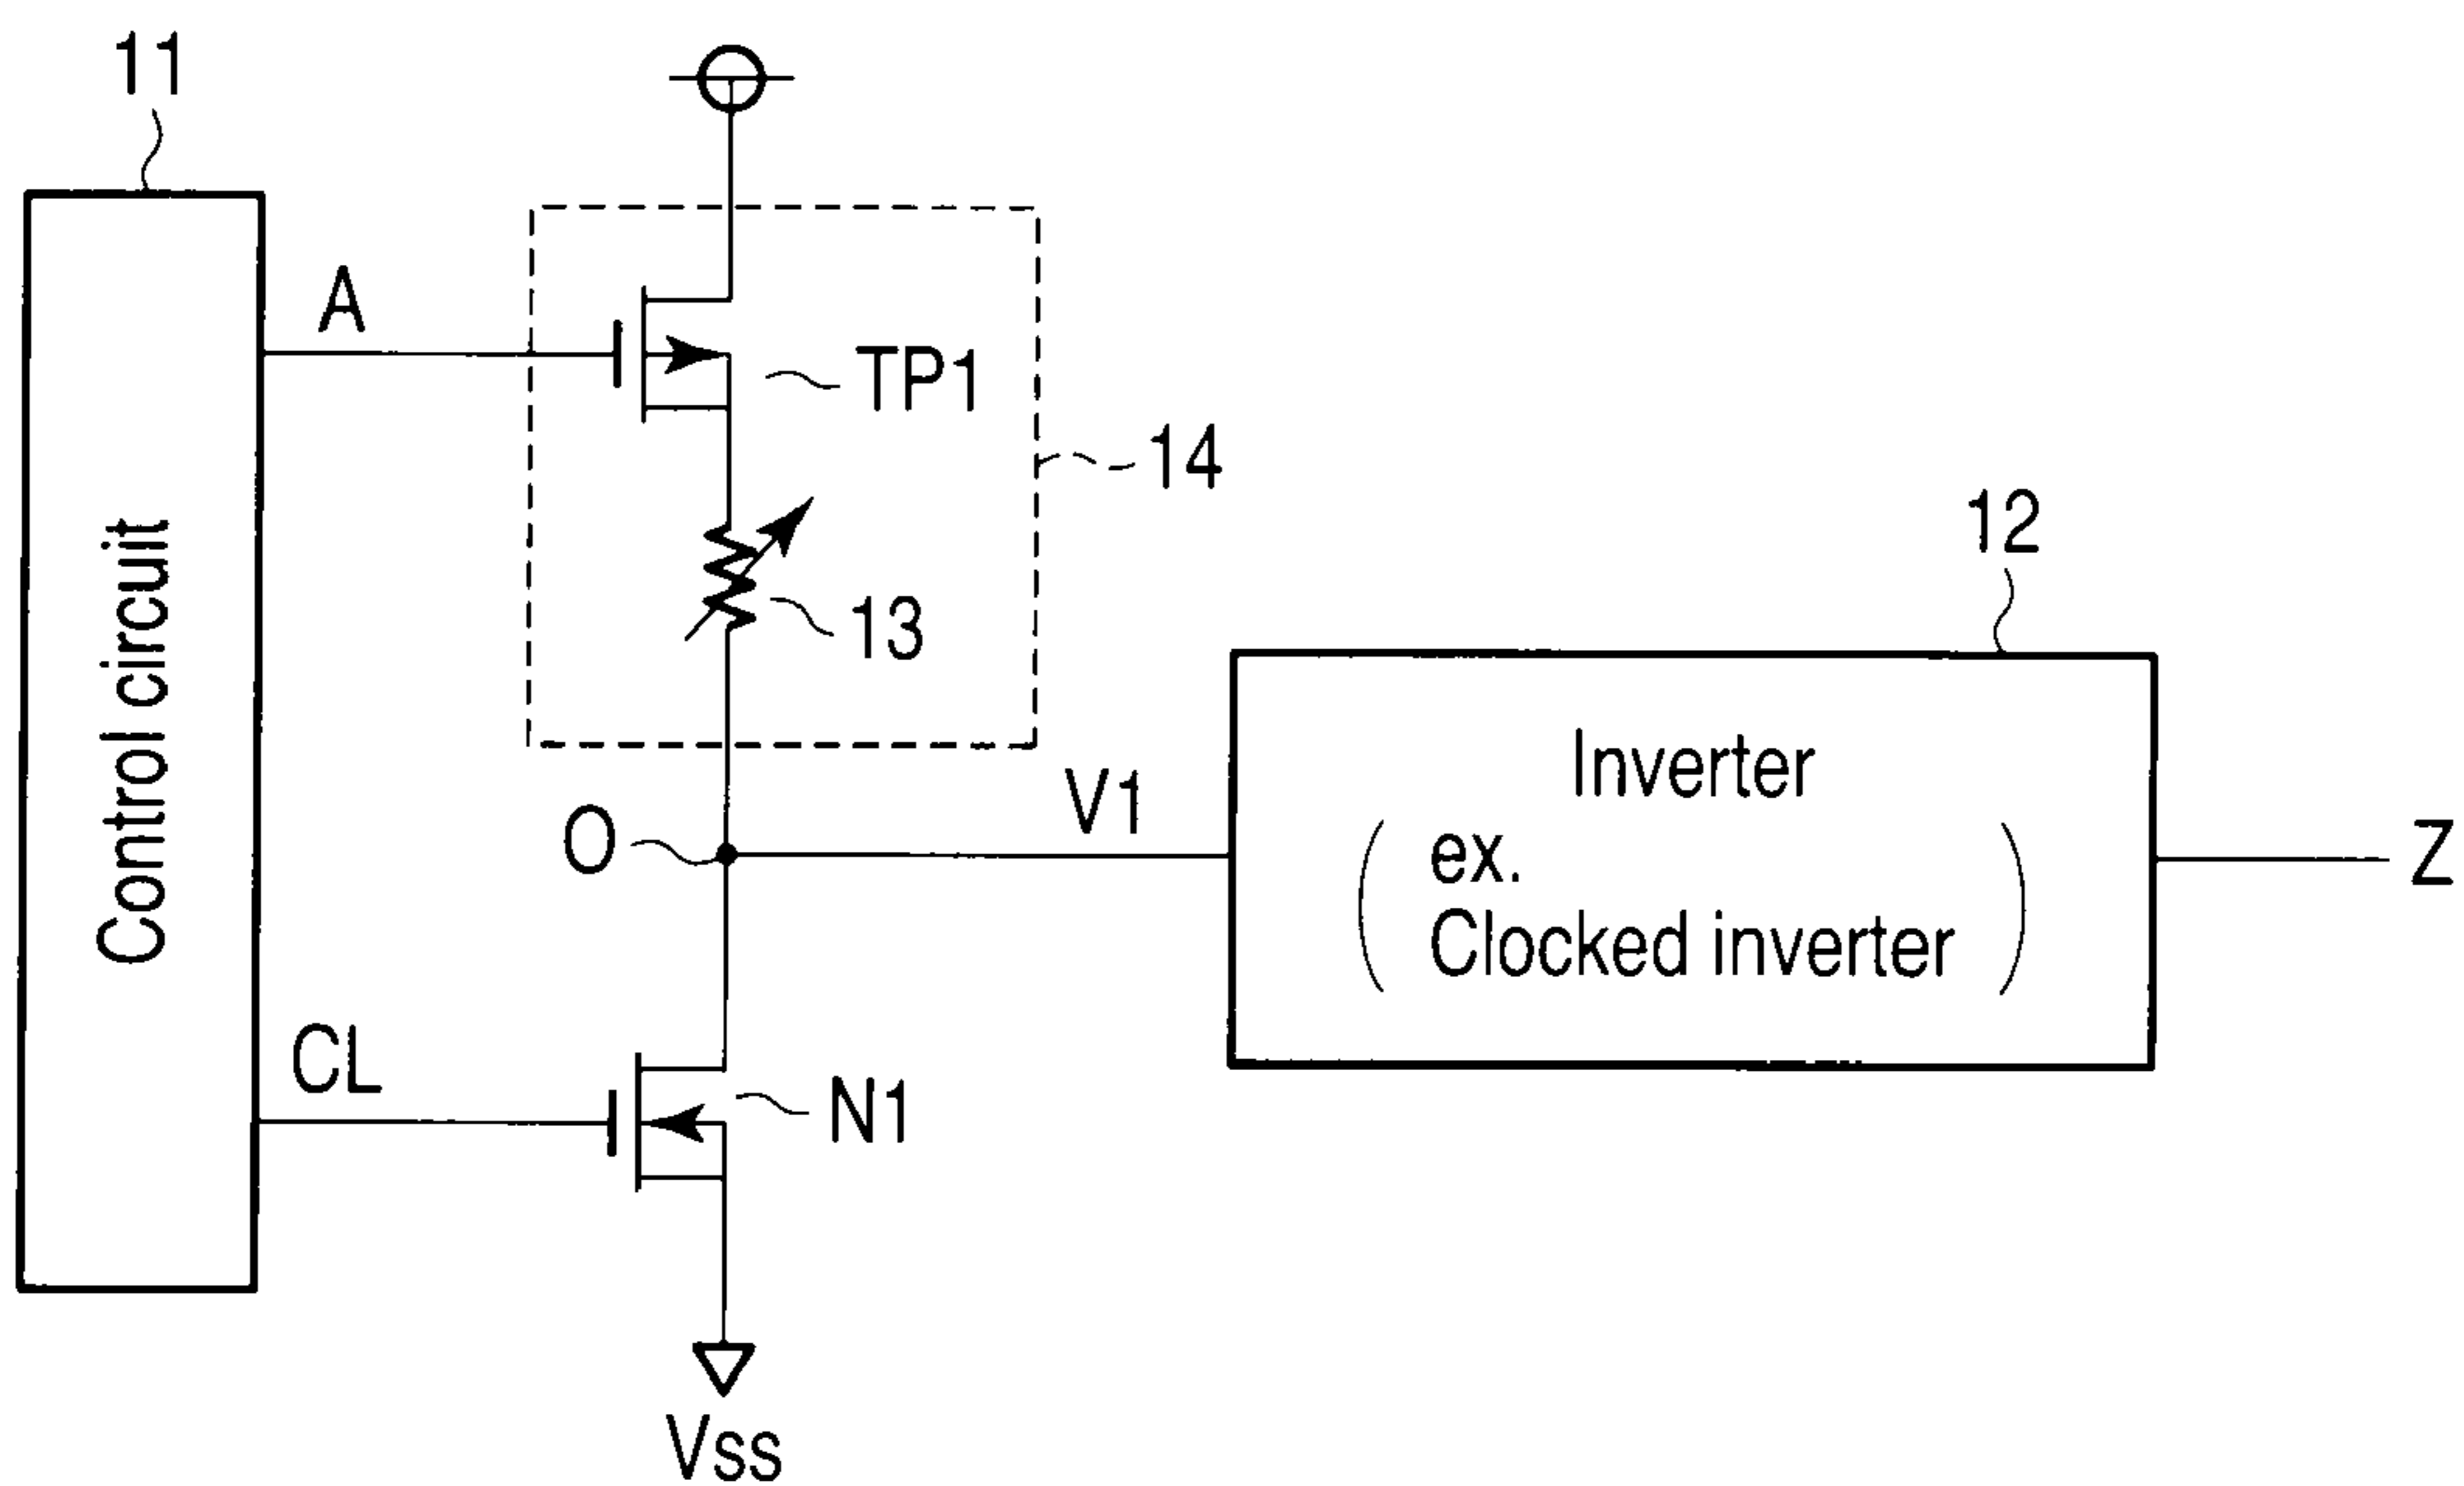 11
A
TP1
14
12
13
Control circuit
Inverter
V1
O
ex.
Z
Clocked inverter
CL
N1
Vss